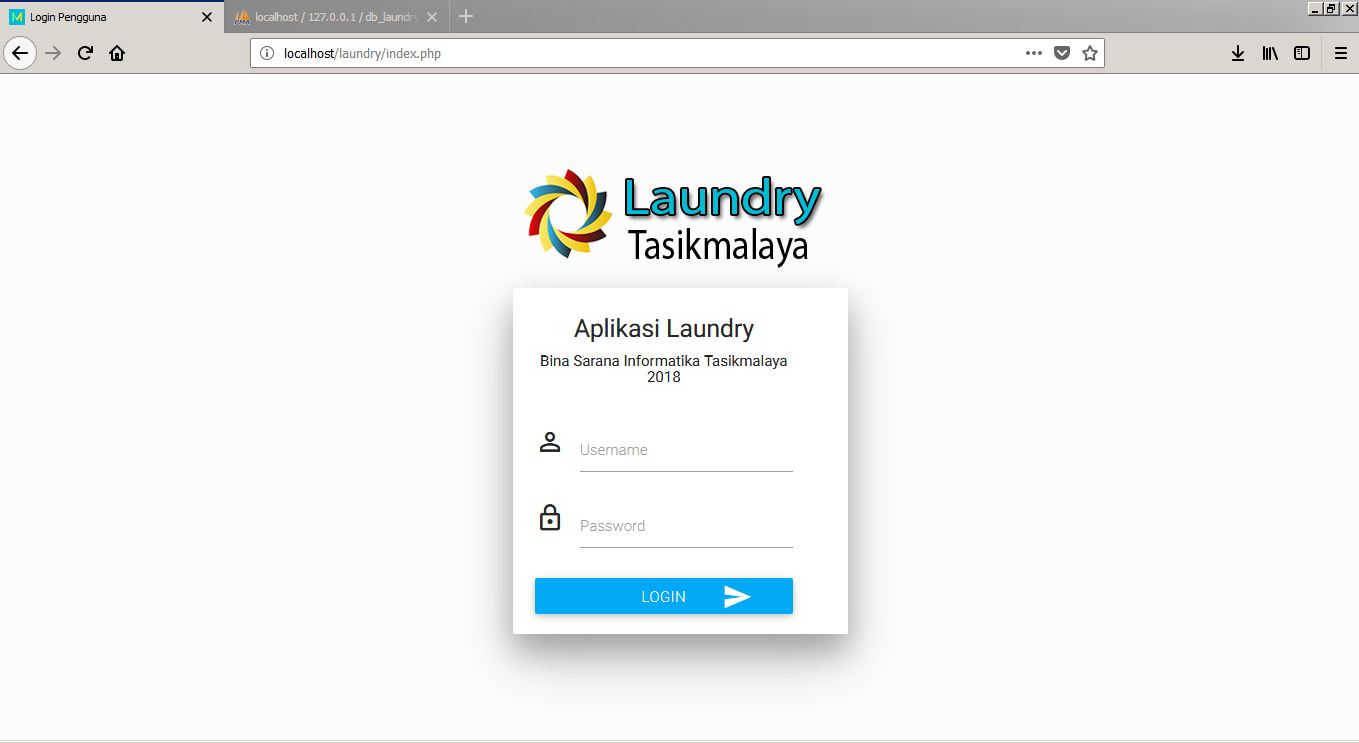 Login Pengguna
localhost / 127.0.0.1 / db_laundry
localhost/laundry/index.php
Laundry
Tasikmalaya
Aplikasi Laundry
Bina Sarana Informatika Tasikmalaya
2018
Username
Password
LOGIN